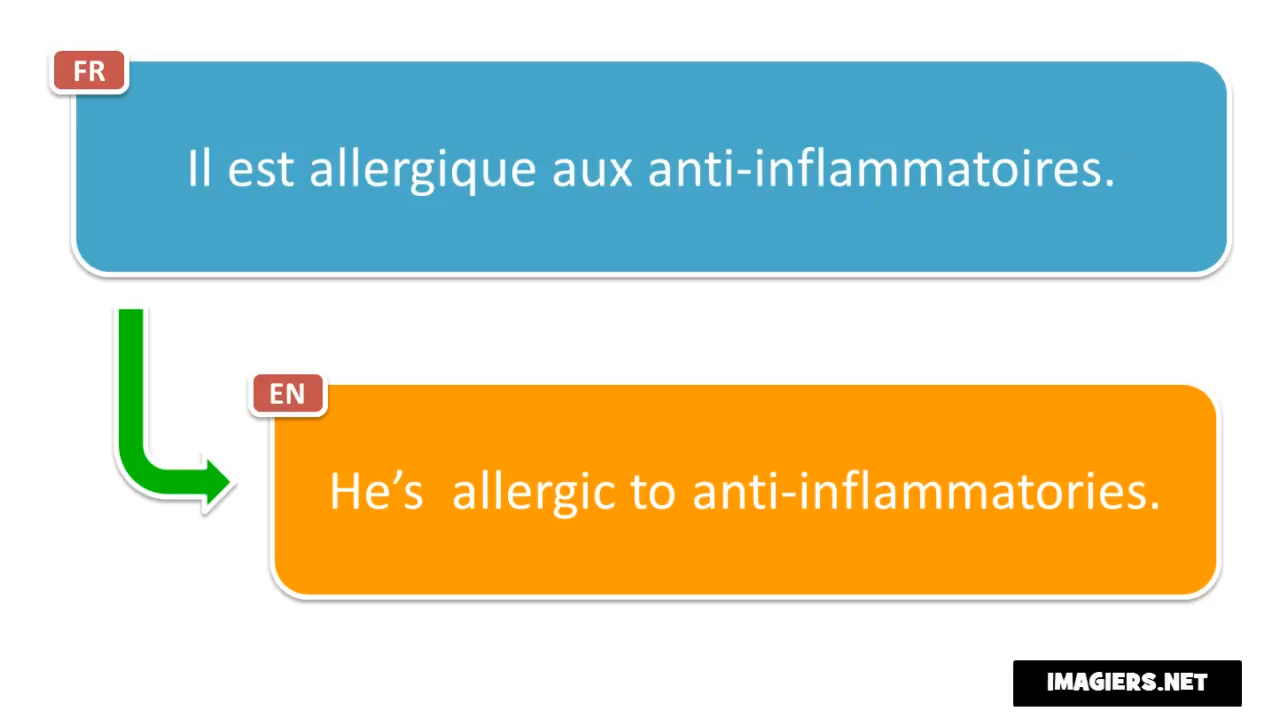 FR
Il est allergique aux anti-inflammatoires.
EN
He’s  allergic to anti-inflammatories.
IMAGIERS.NET